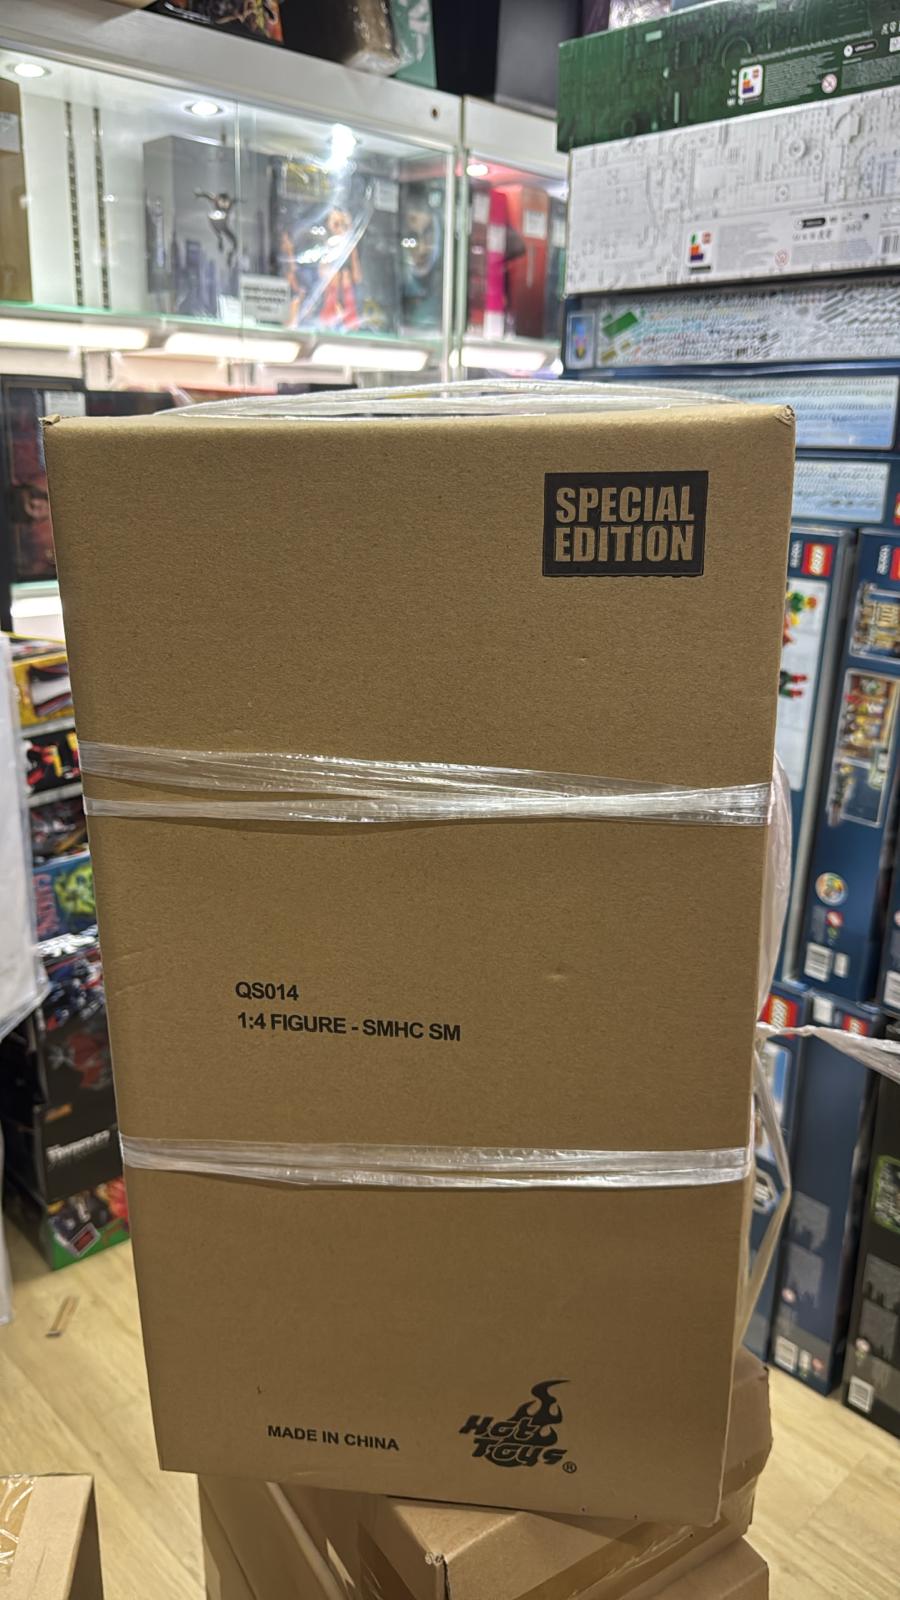 SPECIAL
EDITION
QS014
1:4 FIGURE - SMHC SM
MADE IN CHINA
Hot
Toys®